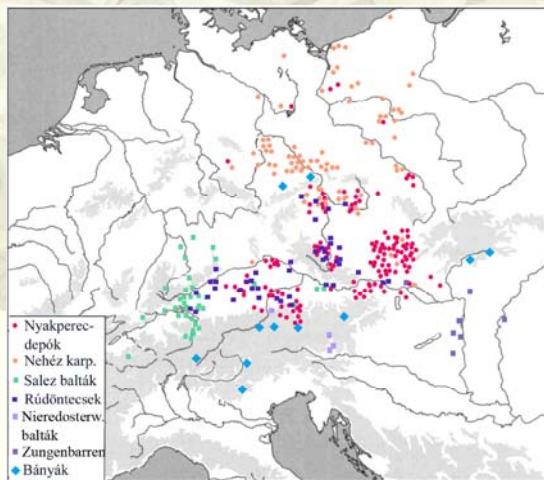 Nyakperec-
depók
Nehéz karp.
Salez balták
Rúdöntecsek
Nieredosterw.
balták
Zungenbarren
Bányák